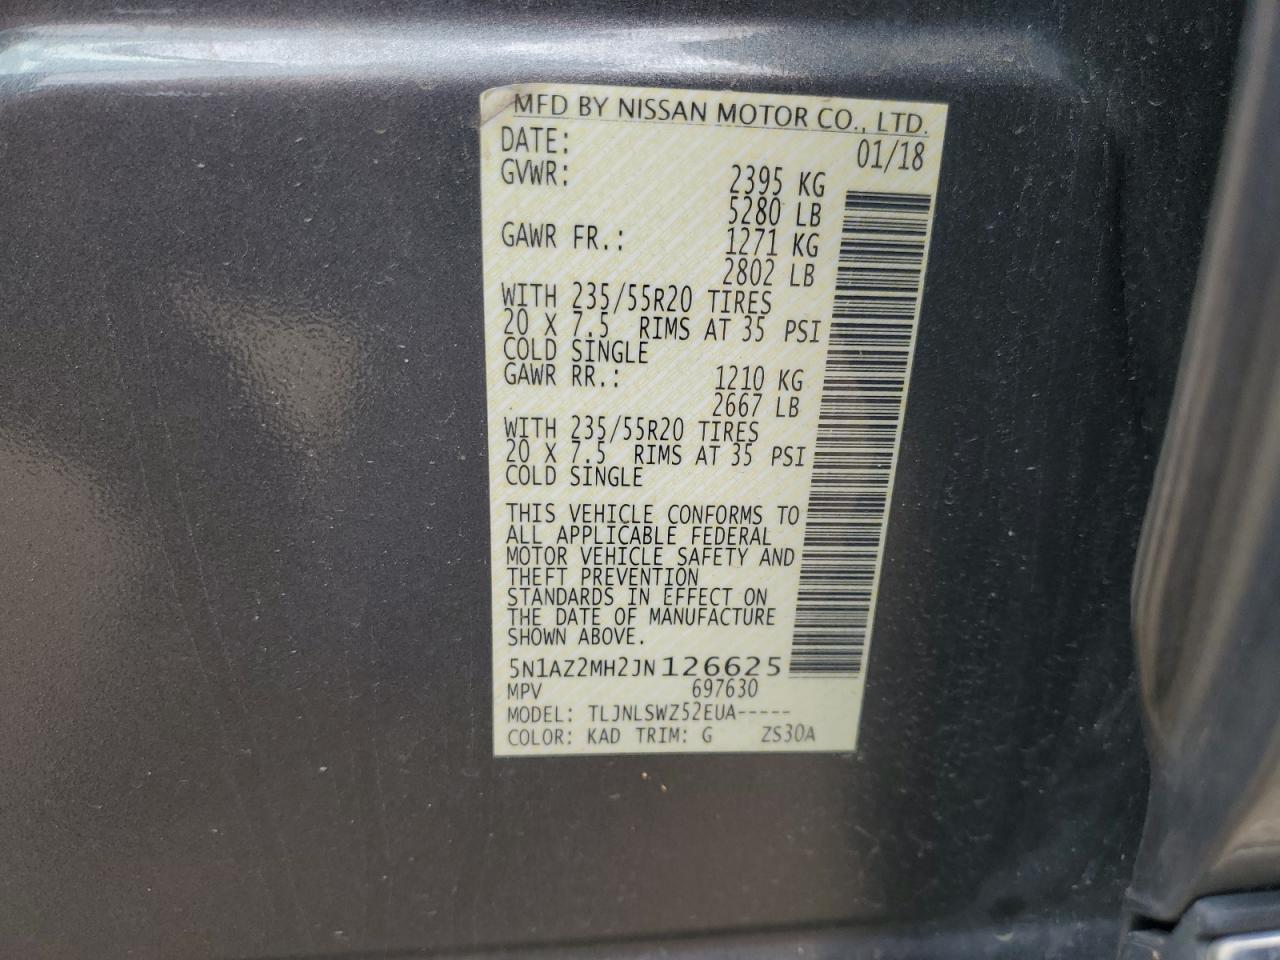 MFD BY NISSAN MOTOR CO., LTD.
DATE: 01/18
GVWR: 2395 KG
5280 LB
GAWR FR.: 1271 KG
2802 LB
WITH 235/55R20 TIRES
20 X 7.5 RIMS AT 35 PSI
COLD SINGLE
GAWR RR.: 1210 KG
2667 LB
WITH 235/55R20 TIRES
20 X 7.5 RIMS AT 35 PSI
COLD SINGLE
THIS VEHICLE CONFORMS TO
ALL APPLICABLE FEDERAL
MOTOR VEHICLE SAFETY AND
THEFT PREVENTION
STANDARDS IN EFFECT ON
THE DATE OF MANUFACTURE
SHOWN ABOVE.
5N1AZ2MH2JN126625
MPV 697630
MODEL: TLJNLSWZ52EUA-----
COLOR: KAD TRIM: G ZS30A